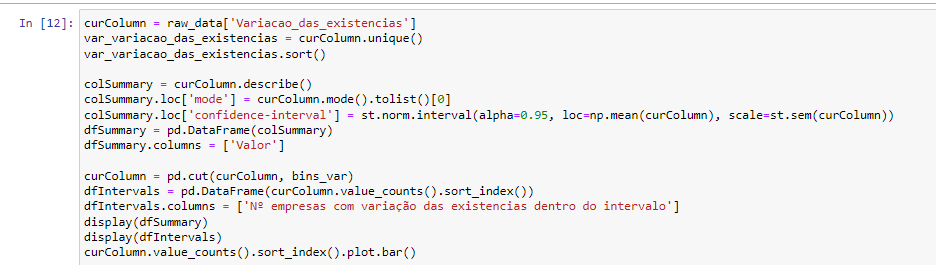 In [12]: curColumn = raw_data['Variacao_das_existencias']
var_variacao_das_existencias = curColumn.unique()
var_variacao_das_existencias.sort()

colSummary = curColumn.describe()
colSummary.loc['mode'] = curColumn.mode().tolist()[0]
colSummary.loc['confidence-interval'] = st.norm.interval(alpha=0.95, loc=np.mean(curColumn), scale=st.sem(curColumn))
dfSummary = pd.DataFrame(colSummary)
dfSummary.columns = ['Valor']

curColumn = pd.cut(curColumn, bins_var)
dfIntervals = pd.DataFrame(curColumn.value_counts().sort_index())
dfIntervals.columns = ['Nº empresas com variação das existencias dentro do intervalo']
display(dfSummary)
display(dfIntervals)
curColumn.value_counts().sort_index().plot.bar()